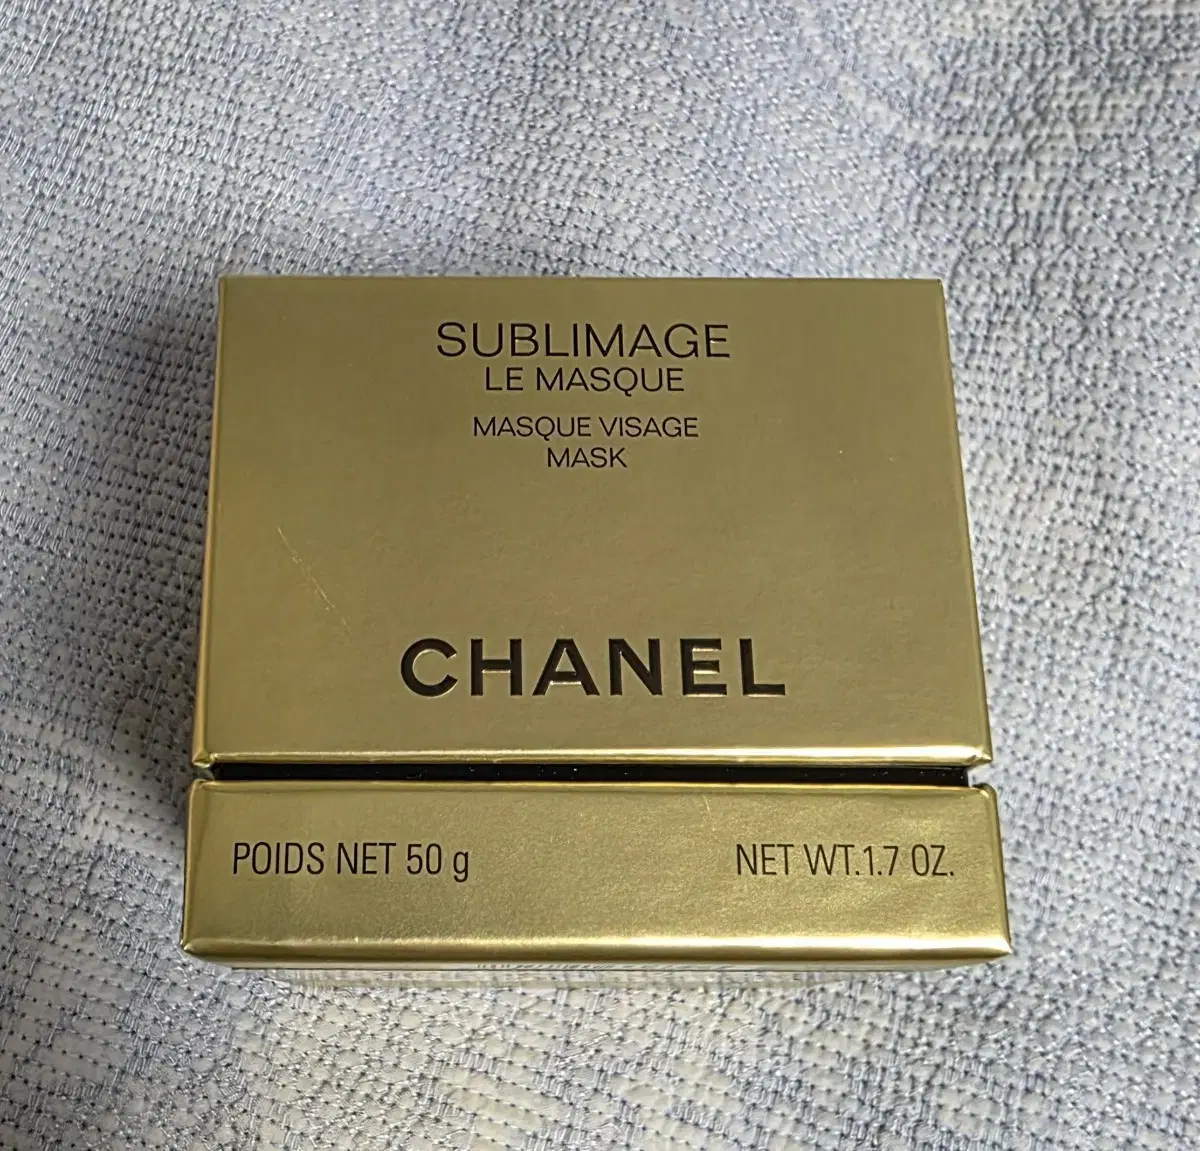 SUBLIMAGE
LE MASQUE
MASQUE VISAGE
MASK
CHANEL
POIDS NET 50 g NET WT.1.7 OZ.